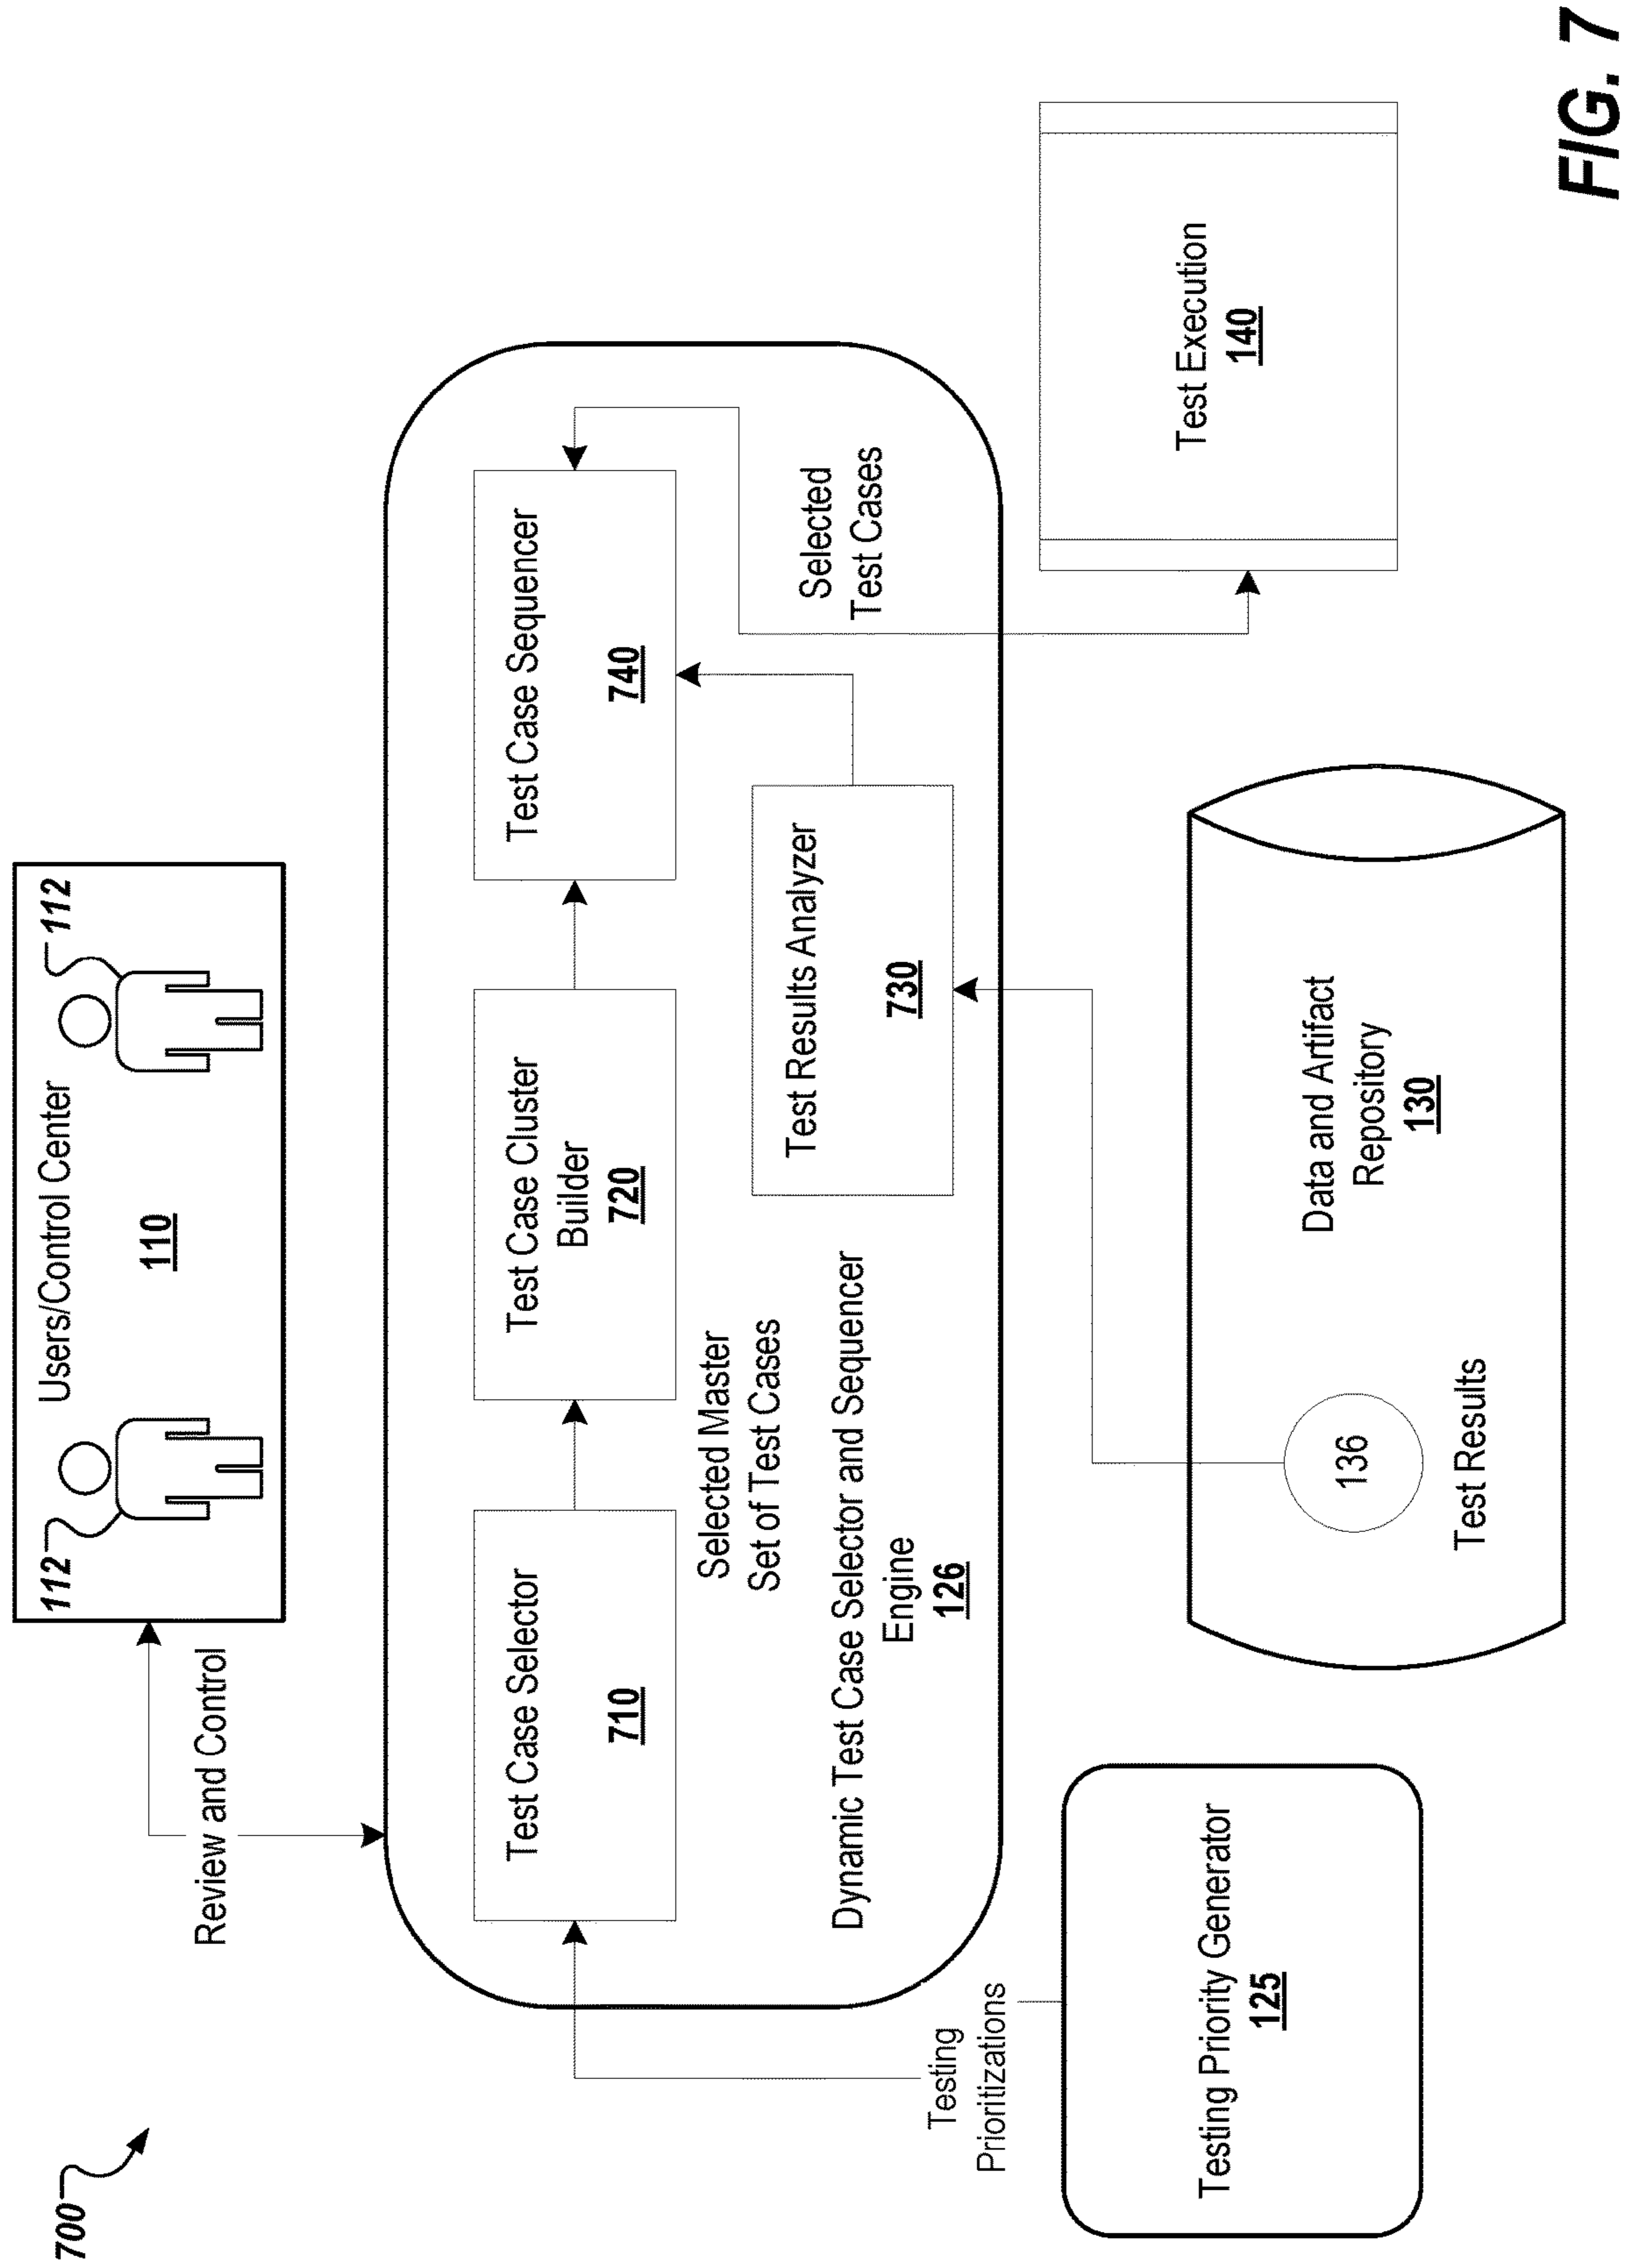 700
112
Users/Control Center
112
110
Review and Control
Test Case Selector
710
Test Case Cluster
Builder
720
Test Case Sequencer
740
Selected Master
Set of Test Cases
Test Results Analyzer
730
Selected
Test Cases
Dynamic Test Case Selector and Sequencer
Engine
126
Testing
Prioritizations
Testing Priority Generator
125
136
Test Results
Data and Artifact
Repository
130
Test Execution
140
FIG. 7